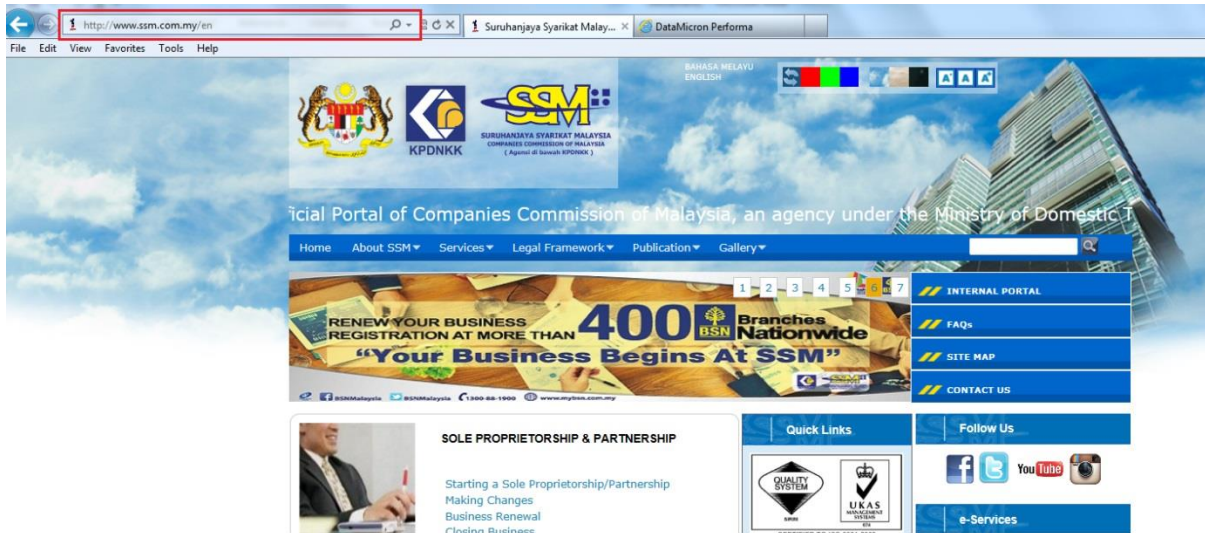 http://www.ssm.com.my/en
Suruhanjaya Syarikat Malay...
DataMicron Performa
File Edit View Favorites Tools Help
BAHASA MELAYU
ENGLISH
A A A
KPDNKK
SSM
SURUHANJAYA SYARIKAT MALAYSIA
COMPANIES COMMISSION OF MALAYSIA
( Agensi di bawah KPDNKK )
icial Portal of Companies Commission of Malaysia, an agency under the Ministry of Domestic T
Home About SSM Services Legal Framework Publication Gallery
1 2 3 4 5 6 7
RENEW YOUR BUSINESS
REGISTRATION AT MORE THAN 400 BSN Branches
Nationwide
“Your Business Begins At SSM”
BSNMalaysia BSNMalaysia 1300-88-1900 www.mybsn.com.my
INTERNAL PORTAL
FAQs
SITE MAP
CONTACT US
SOLE PROPRIETORSHIP & PARTNERSHIP
Starting a Sole Proprietorship/Partnership
Making Changes
Business Renewal
Closing Business
Quick Links
QUALITY
SYSTEM
SIRIM
UKAS
MANAGEMENT
SYSTEMS
Follow Us
You Tube
e-Services